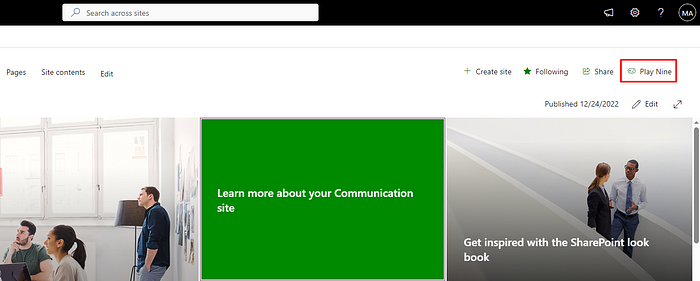 Search across sites
? MA
Pages Site contents Edit
+ Create site Following Share Play Nine
Published 12/24/2022 Edit
Learn more about your Communication
site
Get inspired with the SharePoint look
book